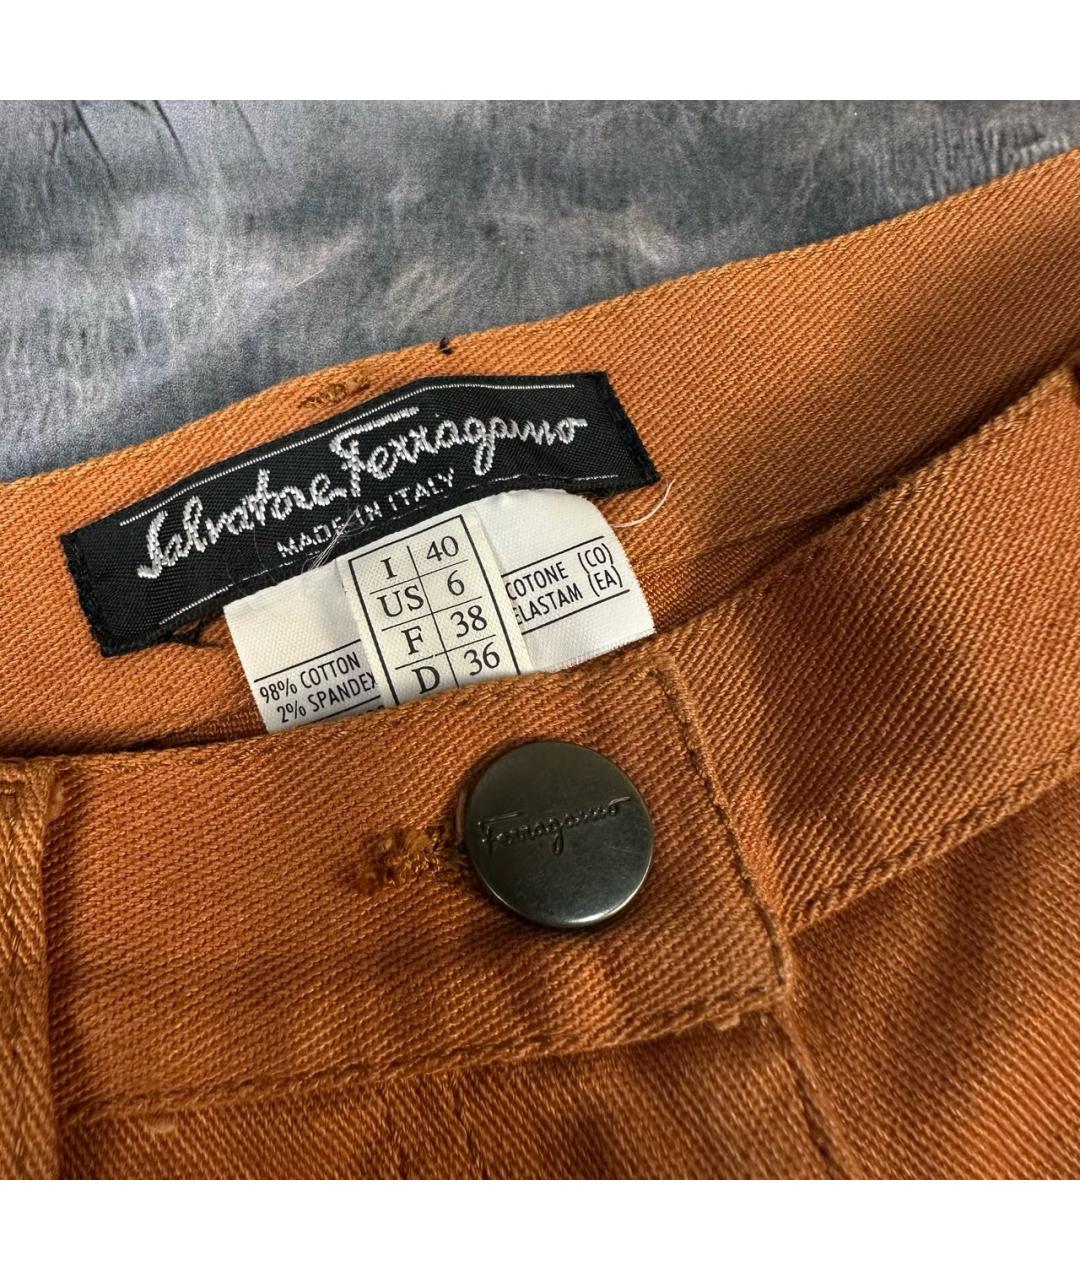 Salvatore Ferragamo
MADE IN ITALY
I 40
US 6
F 38
D 36
98% COTTON
2% SPANDEX
COTONE (CO)
ELASTAM (EA)
Ferragamo